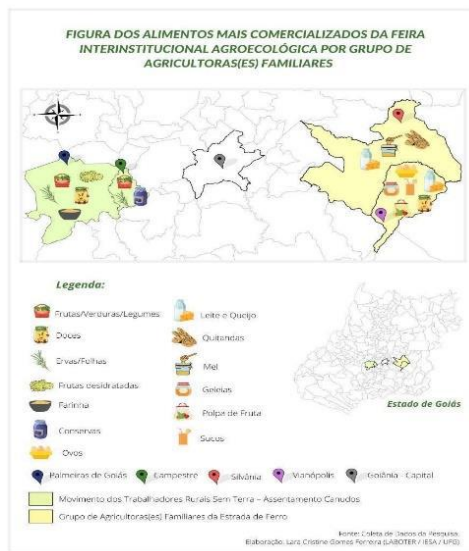 FIGURA DOS ALIMENTOS MAIS COMERCIALIZADOS DA FEIRA
INTERINSTITUCIONAL AGROECOLÓGICA POR GRUPO DE
AGRICULTORAS(ES) FAMILIARES
Legenda:
Frutas/Verduras/Legumes
Doces
Ervas/Folhas
Frutas desidratadas
Farinha
Conservas
Ovos
Leite e Queijo
Quitandas
Mel
Geleias
Polpa de Fruta
Sucos
Estado de Goiás
Palmeiras de Goiás
Campestre
Silvânia
Vianópolis
Goiânia - Capital
Movimento dos Trabalhadores Rurais Sem Terra - Assentamento Canudos
Grupo de Agricultoras(es) Familiares da Estrada de Ferro
Fonte: Coleta de Dados da Pesquisa.
Elaboração: Lara Cristine Gomes Ferreira (LABOTER / IESA / UFG)